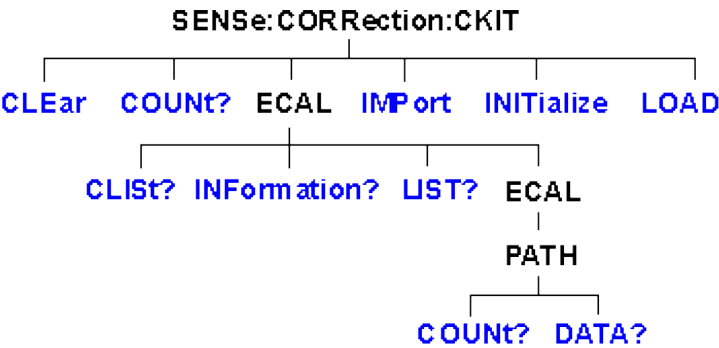 SENSe:CORRection:CKIT
CLEar COUNt? ECAL IMPort INITialize LOAD
CLISt? INFormation? LIST? ECAL
PATH
COUNt? DATA?